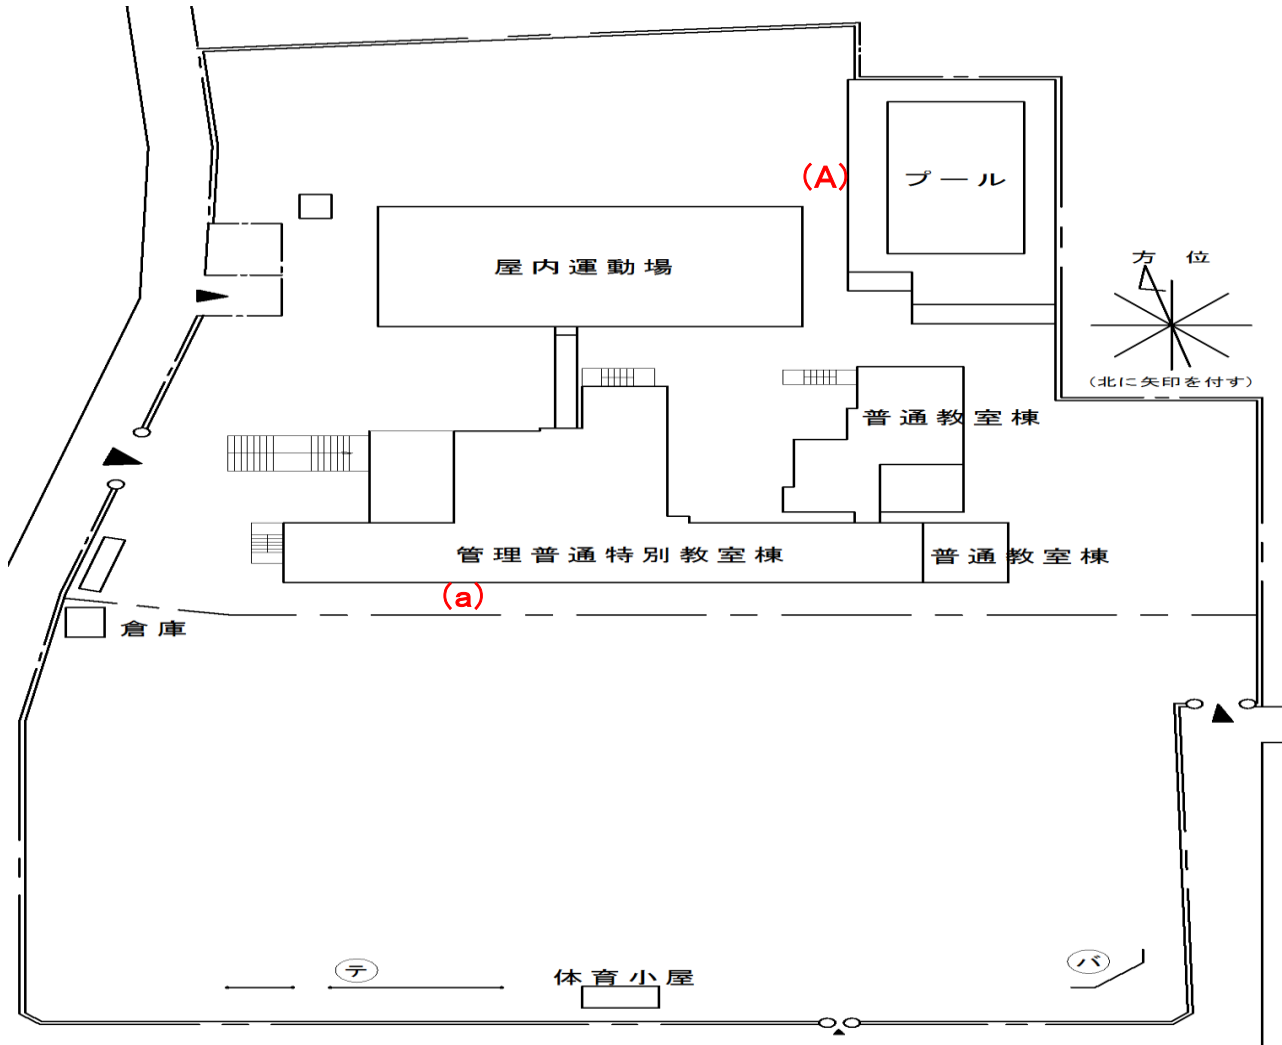 (A)
プール
方位
屋内運動場
(北に矢印を付す)
普通教室棟
管理普通特別教室棟
普通教室棟
(a)
倉庫
テ
体育小屋
バ